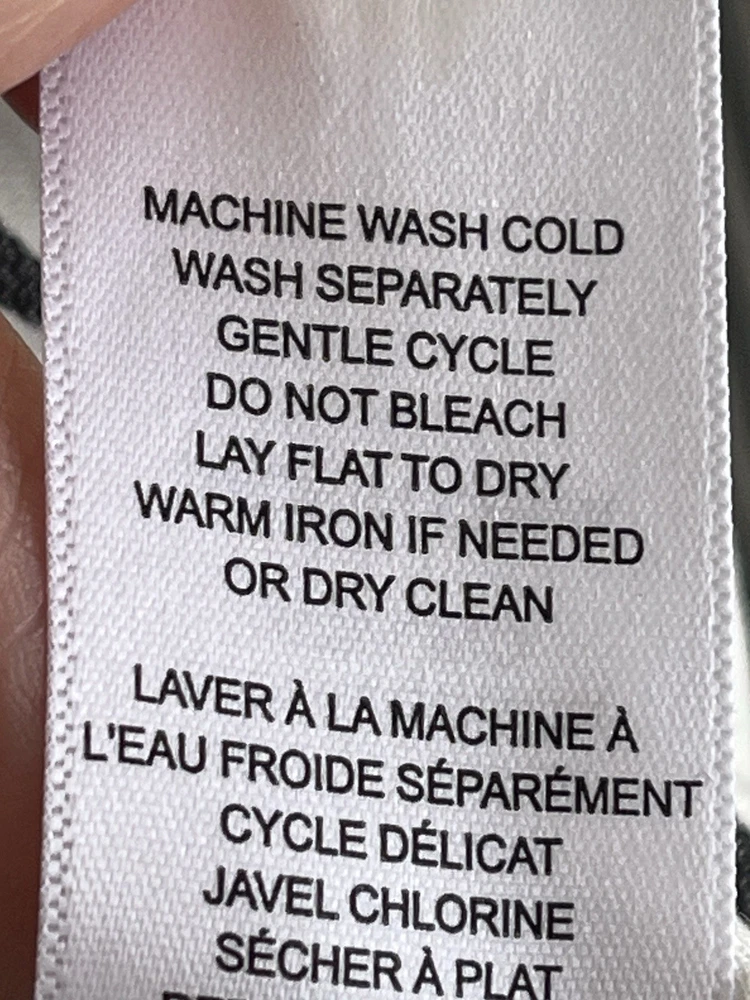 MACHINE WASH COLD
WASH SEPARATELY
GENTLE CYCLE
DO NOT BLEACH
LAY FLAT TO DRY
WARM IRON IF NEEDED
OR DRY CLEAN
LAVER À LA MACHINE À
L'EAU FROIDE SÉPARÉMENT
CYCLE DÉLICAT
JAVEL CHLORINE
SÉCHER À PLAT